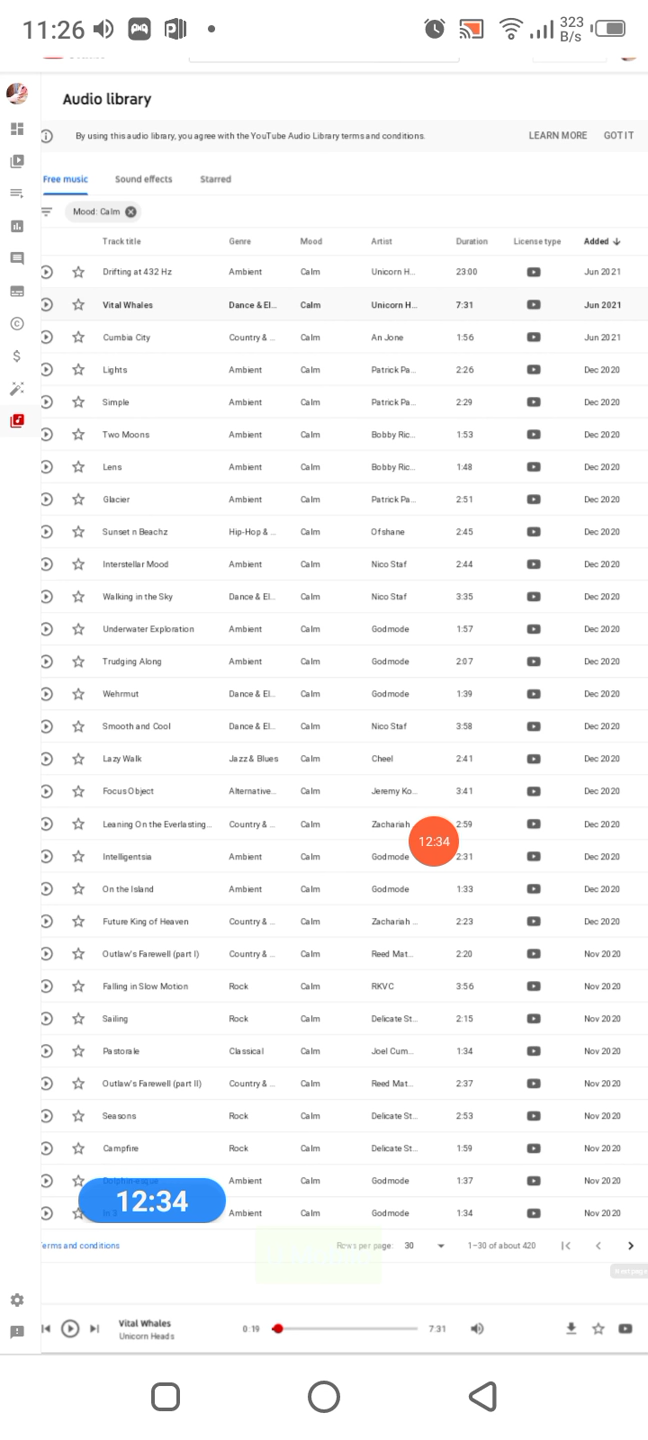 11:26
323
B/s
Audio library
By using this audio library, you agree with the YouTube Audio Library terms and conditions. LEARN MORE GOT IT
Free music Sound effects Starred
Mood: Calm
Track title Genre Mood Artist Duration License type Added
Drifting at 432 Hz Ambient Calm Unicorn H... 23:00 Jun 2021
Vital Whales Dance & El... Calm Unicorn H... 7:31 Jun 2021
Cumbia City Country & ... Calm An Jone 1:56 Jun 2021
Lights Ambient Calm Patrick Pa... 2:26 Dec 2020
Simple Ambient Calm Patrick Pa... 2:29 Dec 2020
Two Moons Ambient Calm Bobby Ric... 1:53 Dec 2020
Lens Ambient Calm Bobby Ric... 1:48 Dec 2020
Glacier Ambient Calm Patrick Pa... 2:51 Dec 2020
Sunset n Beachz Hip-Hop & ... Calm Ofshane 2:45 Dec 2020
Interstellar Mood Ambient Calm Nico Staf 2:44 Dec 2020
Walking in the Sky Dance & El... Calm Nico Staf 3:35 Dec 2020
Underwater Exploration Ambient Calm Godmode 1:57 Dec 2020
Trudging Along Ambient Calm Godmode 2:07 Dec 2020
Wehrmut Dance & El... Calm Godmode 1:39 Dec 2020
Smooth and Cool Dance & El... Calm Nico Staf 3:58 Dec 2020
Lazy Walk Jazz & Blues Calm Cheel 2:41 Dec 2020
Focus Object Alternative... Calm Jeremy Ko... 3:41 Dec 2020
Leaning On the Everlasting... Country & ... Calm Zachariah 2:59 Dec 2020
12:34
Intelligentsia Ambient Calm Godmode 2:31 Dec 2020
On the Island Ambient Calm Godmode 1:33 Dec 2020
Future King of Heaven Country & ... Calm Zachariah ... 2:23 Dec 2020
Outlaw's Farewell (part I) Country & ... Calm Reed Mat... 2:20 Nov 2020
Falling in Slow Motion Rock Calm RKVC 3:56 Nov 2020
Sailing Rock Calm Delicate St... 2:15 Nov 2020
Pastorale Classical Calm Joel Cum... 1:34 Nov 2020
Outlaw's Farewell (part II) Country & ... Calm Reed Mat... 2:37 Nov 2020
Seasons Rock Calm Delicate St... 2:53 Nov 2020
Campfire Rock Calm Delicate St... 1:59 Nov 2020
Ambient Calm Godmode 1:37 Nov 2020
12:34
Ambient Calm Godmode 1:34 Nov 2020
erms and conditions Rows per page: 30 1–30 of about 420
Vital Whales 0:19 7:31
Unicorn Heads